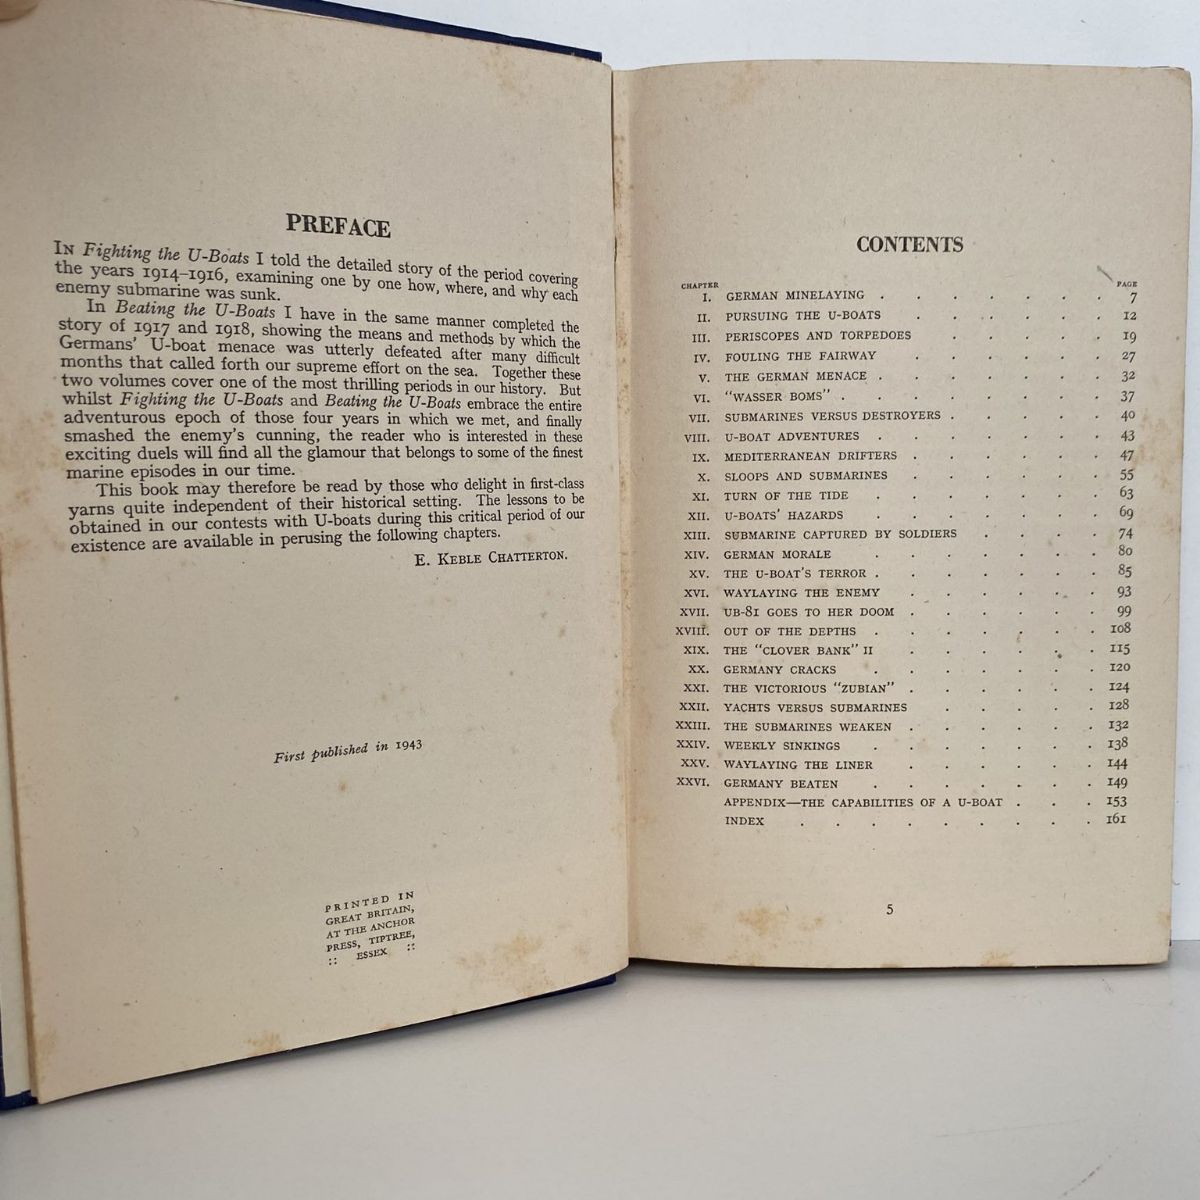 PREFACE
IN Fighting the U-Boats I told the detailed story of the period covering
the years 1914–1916, examining one by one how, where, and why each
enemy submarine was sunk.
In Beating the U-Boats I have in the same manner completed the
story of 1917 and 1918, showing the means and methods by which the
Germans' U-boat menace was utterly defeated after many difficult
months that called forth our supreme effort on the sea. Together these
two volumes cover one of the most thrilling periods in our history. But
whilst Fighting the U-Boats and Beating the U-Boats embrace the entire
adventurous epoch of those four years in which we met, and finally
smashed the enemy's cunning, the reader who is interested in these
exciting duels will find all the glamour that belongs to some of the finest
marine episodes in our time.
This book may therefore be read by those who delight in first-class
yarns quite independent of their historical setting. The lessons to be
obtained in our contests with U-boats during this critical period of our
existence are available in perusing the following chapters.
E. KEBLE CHATTERTON.
First published in 1943
PRINTED IN
GREAT BRITAIN,
AT THE ANCHOR
PRESS, TIPTREE,
:: ESSEX ::
CONTENTS
CHAPTER PAGE
I. GERMAN MINELAYING . . . . . . . 7
II. PURSUING THE U-BOATS . . . . . . 12
III. PERISCOPES AND TORPEDOES . . . . . 19
IV. FOULING THE FAIRWAY . . . . . . 27
V. THE GERMAN MENACE . . . . . . . 32
VI. "WASSER BOMS" . . . . . . . . 37
VII. SUBMARINES VERSUS DESTROYERS . . . . . 40
VIII. U-BOAT ADVENTURES . . . . . . . 43
IX. MEDITERRANEAN DRIFTERS . . . . . . 47
X. SLOOPS AND SUBMARINES . . . . . . 55
XI. TURN OF THE TIDE . . . . . . . 63
XII. U-BOATS' HAZARDS . . . . . . . 69
XIII. SUBMARINE CAPTURED BY SOLDIERS . . . . 74
XIV. GERMAN MORALE . . . . . . . 80
XV. THE U-BOAT'S TERROR . . . . . . . 85
XVI. WAYLAYING THE ENEMY . . . . . . 93
XVII. UB-81 GOES TO HER DOOM . . . . . . 99
XVIII. OUT OF THE DEPTHS . . . . . . . 108
XIX. THE "CLOVER BANK" II . . . . . . 115
XX. GERMANY CRACKS . . . . . . . 120
XXI. THE VICTORIOUS "ZUBIAN" . . . . . . 124
XXII. YACHTS VERSUS SUBMARINES . . . . . 128
XXIII. THE SUBMARINES WEAKEN . . . . . . 132
XXIV. WEEKLY SINKINGS . . . . . . . 138
XXV. WAYLAYING THE LINER . . . . . . 144
XXVI. GERMANY BEATEN . . . . . . . 149
APPENDIX—THE CAPABILITIES OF A U-BOAT . . . 153
INDEX . . . . . . . . . 161
5